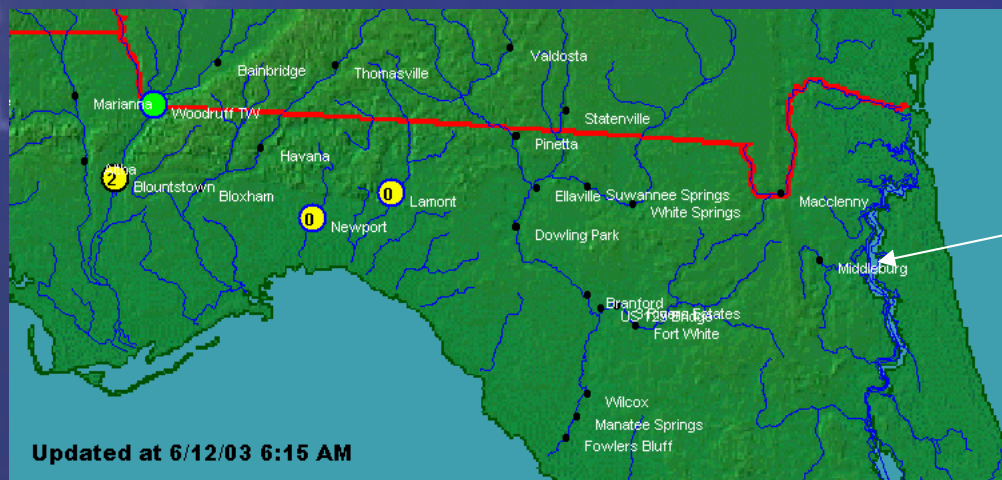 Valdosta
Bainbridge
Thomasville
Marianna
Woodruff TW
Statenville
Pinetta
Havana
2
Blountstown
Bloxham
0
Lamont
Ellaville
Suwannee Springs
White Springs
Macclenny
0
Newport
Dowling Park
Middleburg
Branford
Fort White
Wilcox
Manatee Springs
Fowlers Bluff
Updated at 6/12/03 6:15 AM